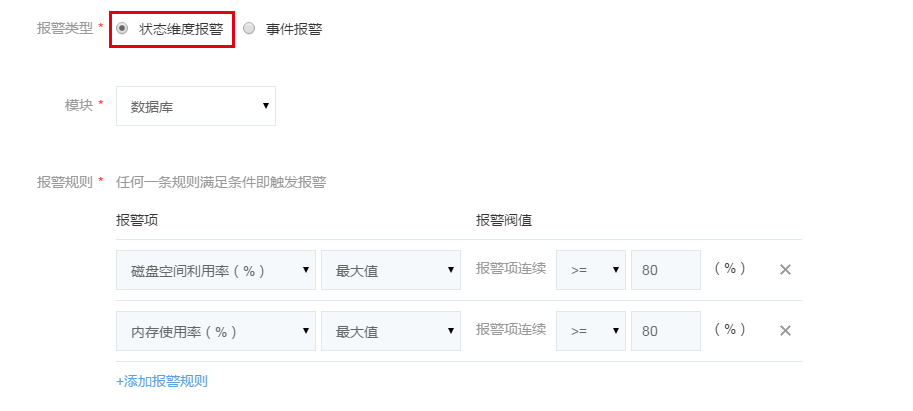 报警类型 * 状态维度报警 事件报警
模块 * 数据库
报警规则 * 任何一条规则满足条件即触发报警
报警项 报警阀值
磁盘空间利用率（%） 最大值 报警项连续 >= 80 （%）
内存使用率（%） 最大值 报警项连续 >= 80 （%）
+添加报警规则